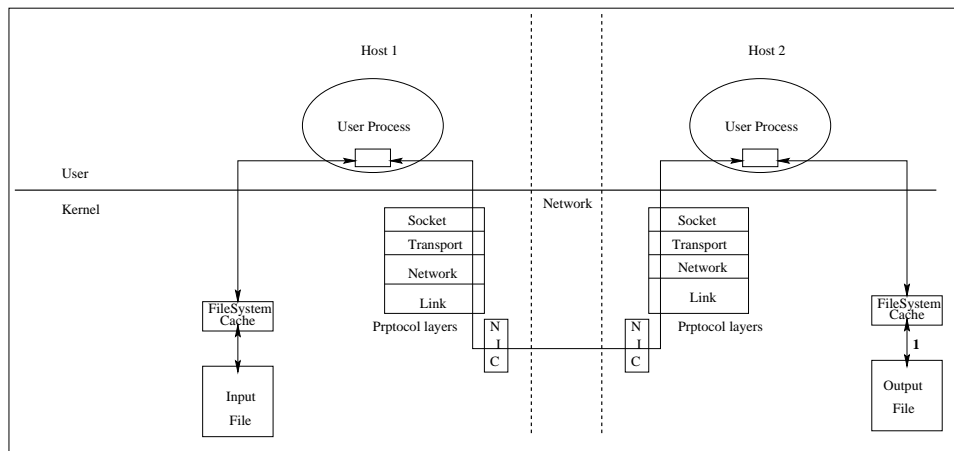 Host 1
Host 2
User Process
User Process
User
Kernel
Network
Socket
Transport
Network
Link
Prptocol layers
Socket
Transport
Network
Link
Prptocol layers
FileSystem
Cache
FileSystem
Cache
N
I
C
N
I
C
1
Input
File
Output
File